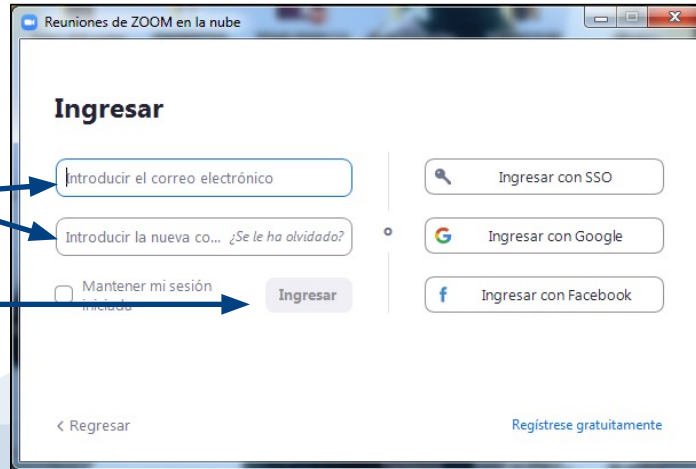 Reuniones de ZOOM en la nube
Ingresar
Introducir el correo electrónico
Introducir la nueva co... ¿Se le ha olvidado?
Mantener mi sesión
iniciada
Ingresar
o
Ingresar con SSO
Ingresar con Google
Ingresar con Facebook
< Regresar
Regístrese gratuitamente